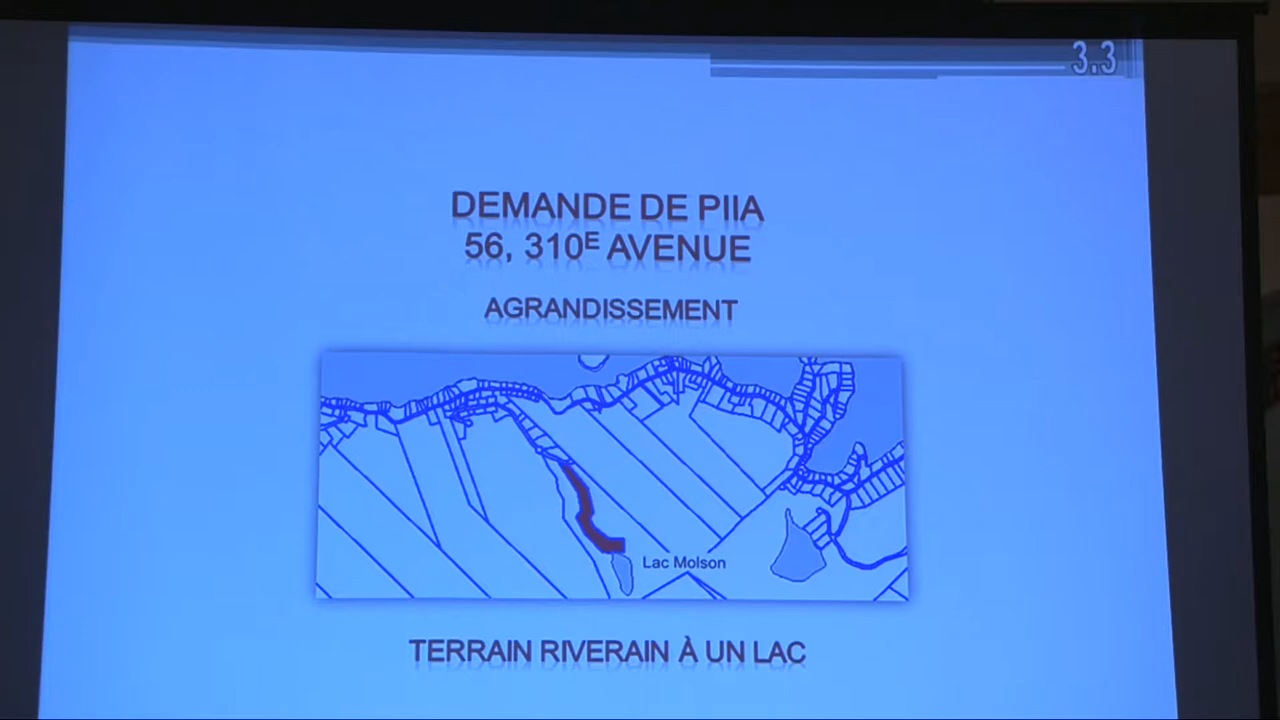 3.3
DEMANDE DE PIIA
56, 310E AVENUE
AGRANDISSEMENT
Lac Molson
TERRAIN RIVERAIN À UN LAC